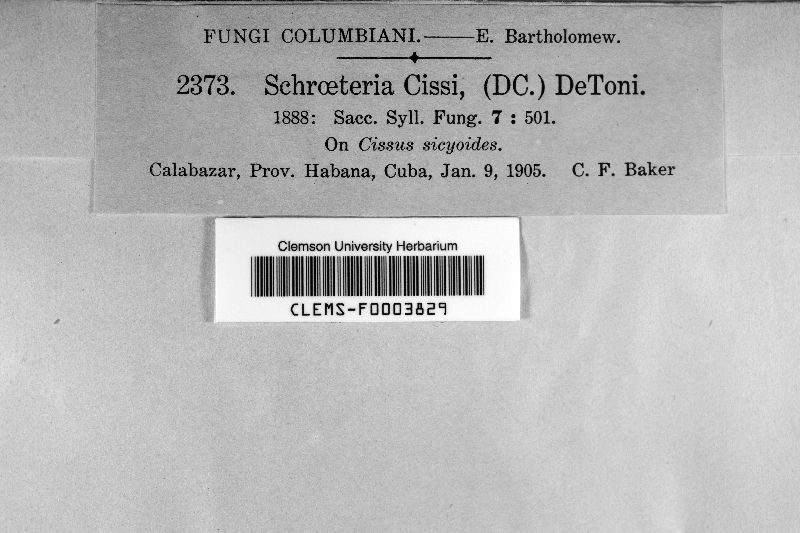 FUNGI COLUMBIANI.——E. Bartholomew.
2373. Schrœteria Cissi, (DC.) DeToni.
1888: Sacc. Syll. Fung. 7 : 501.
On Cissus sicyoides.
Calabazar, Prov. Habana, Cuba, Jan. 9, 1905. C. F. Baker
Clemson University Herbarium
CLEMS-F0003829